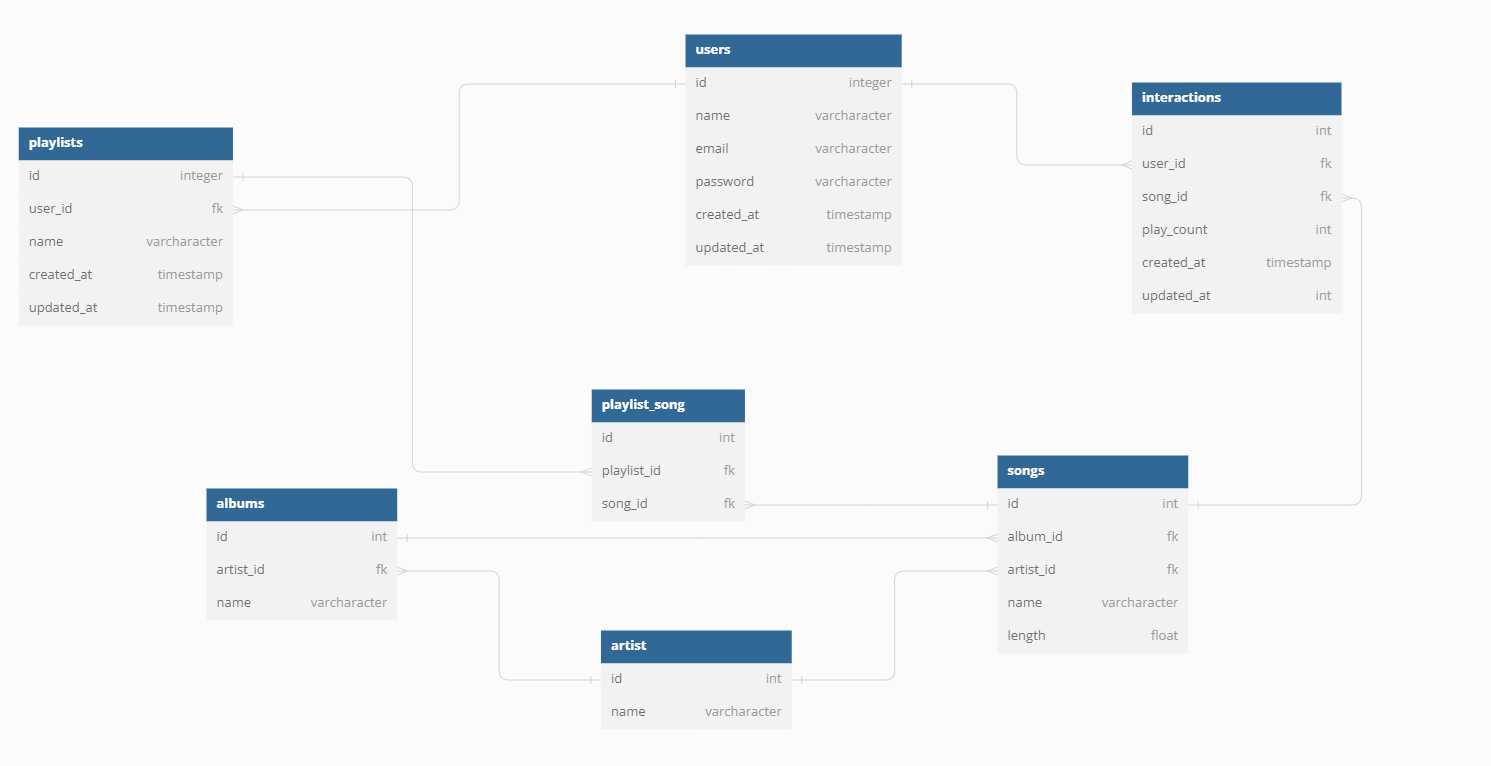 users
id integer
name varcharacter
email varcharacter
password varcharacter
created_at timestamp
updated_at timestamp
interactions
id int
user_id fk
song_id fk
play_count int
created_at timestamp
updated_at int
playlists
id integer
user_id fk
name varcharacter
created_at timestamp
updated_at timestamp
playlist_song
id int
playlist_id fk
song_id fk
songs
id int
album_id fk
artist_id fk
name varcharacter
length float
albums
id int
artist_id fk
name varcharacter
artist
id int
name varcharacter